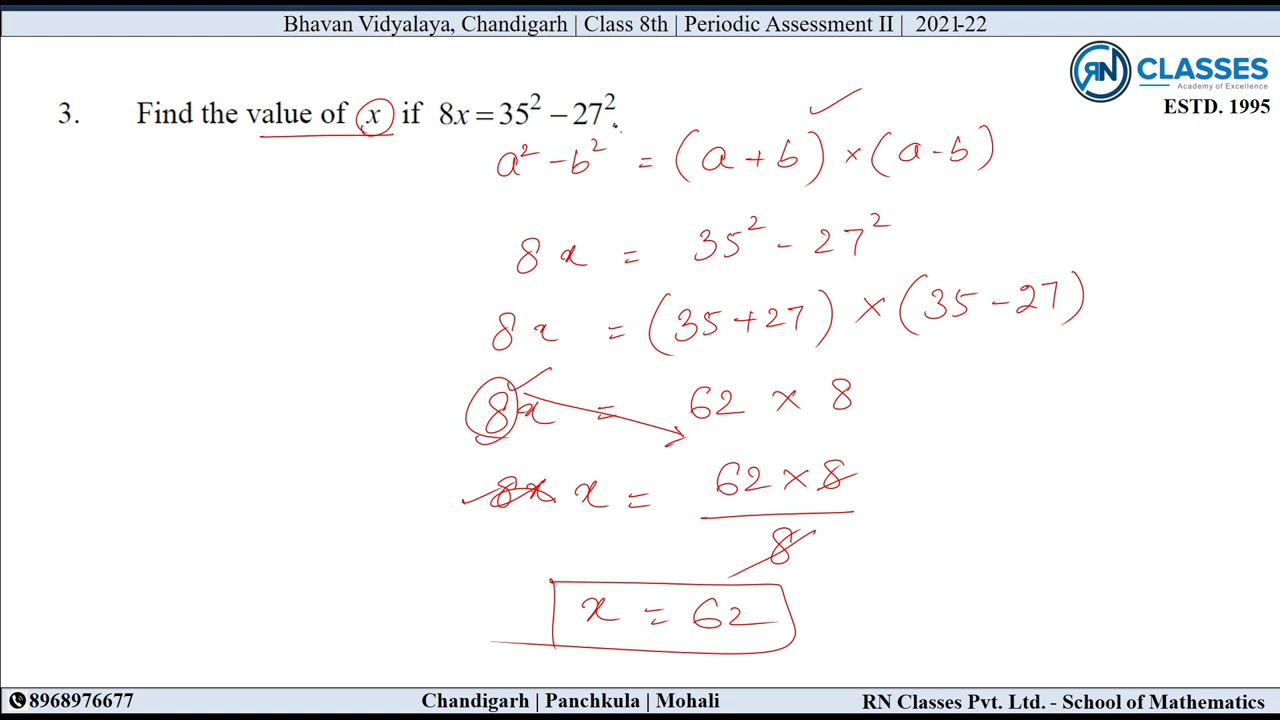 Bhavan Vidyalaya, Chandigarh | Class 8th | Periodic Assessment II | 2021-22
RN CLASSES
Academy of Excellence
ESTD. 1995
3. Find the value of x if 8x = 35² − 27².
a² − b² = (a + b) × (a − b)
8x = 35² − 27²
8x = (35 + 27) × (35 − 27)
8x = 62 × 8
8x x = 62 × 8
8
x = 62
8968976677
Chandigarh | Panchkula | Mohali
RN Classes Pvt. Ltd. - School of Mathematics